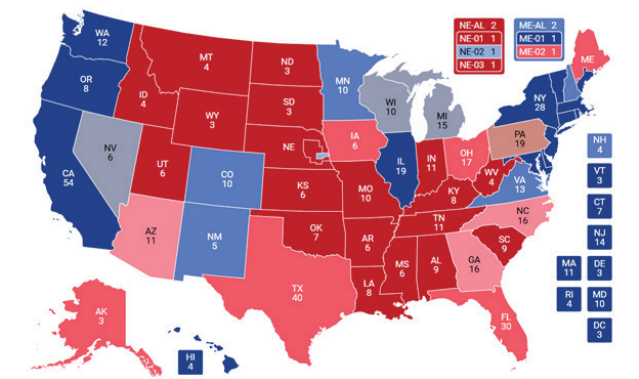 NE-AL 2
NE-01 1
NE-02 1
NE-03 1
ME-AL 2
ME-01 1
ME-02 1
WA
12
MT
4
ND
3
MN
10
ME
OR
8
ID
4
WY
3
SD
3
WI
10
MI
15
NY
28
NV
6
UT
6
CO
10
NE
IA
6
IL
19
IN
11
OH
17
PA
19
WV
4
VA
13
CA
54
AZ
11
NM
5
KS
6
MO
10
KY
8
NC
16
OK
7
AR
6
TN
11
SC
9
TX
40
LA
8
MS
6
AL
9
GA
16
FL
30
AK
3
HI
4
NH
4
VT
3
CT
7
NJ
14
MA
11
DE
3
RI
4
MD
10
DC
3